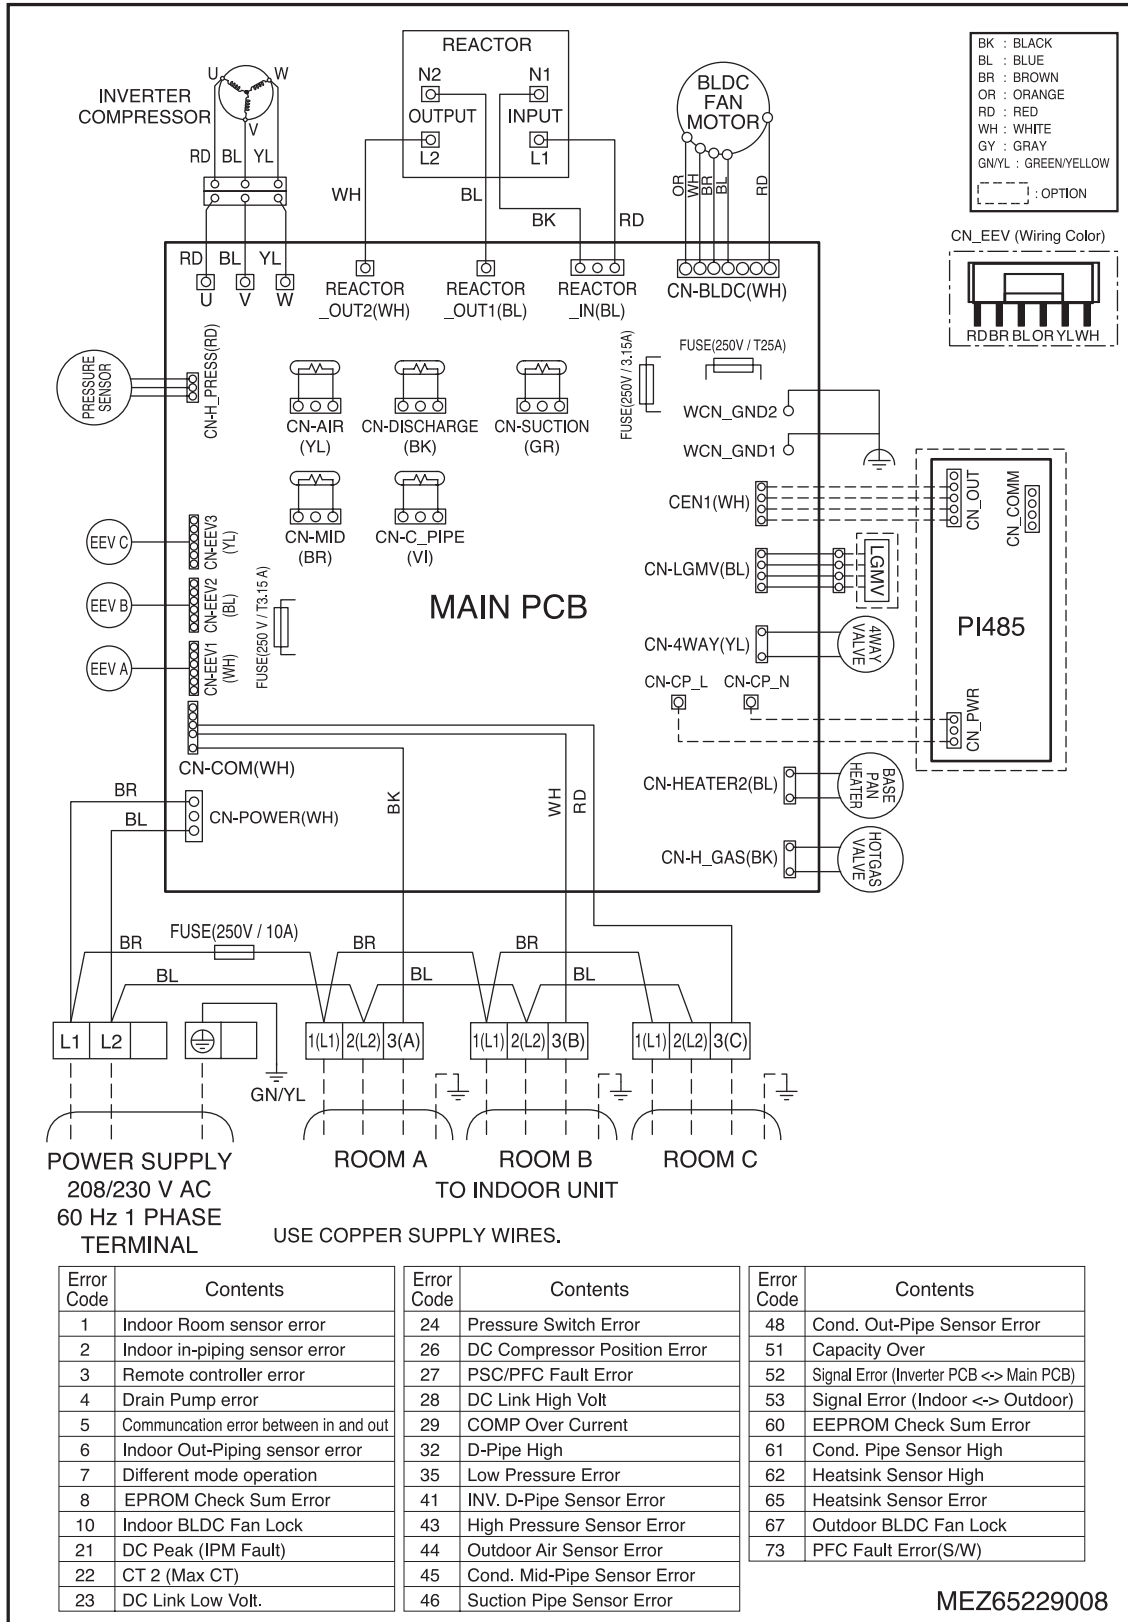 REACTOR
N2 N1
OUTPUT INPUT
L2 L1
INVERTER
COMPRESSOR
U W
V
RD BL YL
BLDC
FAN
MOTOR
BK : BLACK
BL : BLUE
BR : BROWN
OR : ORANGE
RD : RED
WH : WHITE
GY : GRAY
GN/YL : GREEN/YELLOW
: OPTION
CN_EEV (Wiring Color)
RD BR BL OR YL WH
WH
BL
BK
RD
OR
WH
BR
BL
RD
RD BL YL
U V W
REACTOR
_OUT2(WH)
REACTOR
_OUT1(BL)
REACTOR
_IN(BL)
CN-BLDC(WH)
PRESSURE
SENSOR
CN-H_PRESS(RD)
CN-AIR
(YL)
CN-DISCHARGE
(BK)
CN-SUCTION
(GR)
FUSE(250V / 3.15A)
FUSE(250V / T25A)
WCN_GND2
WCN_GND1
CN-MID
(BR)
CN-C_PIPE
(VI)
CEN1(WH)
CN_OUT
CN_COMM
EEV C
CN-EEV3
(YL)
EEV B
CN-EEV2
(BL)
EEV A
CN-EEV1
(WH)
FUSE(250 V / T3.15 A)
MAIN PCB
CN-LGMV(BL)
LGMV
PI485
CN-4WAY(YL)
4WAY
VALVE
CN-CP_L CN-CP_N
CN_PWR
CN-COM(WH)
CN-HEATER2(BL)
BASE
PAN
HEATER
BR
BL
CN-POWER(WH)
BK
WH
RD
CN-H_GAS(BK)
HOTGAS
VALVE
FUSE(250V / 10A)
BR BR BR
BL BL BL
L1 L2
GN/YL
1(L1) 2(L2) 3(A)
1(L1) 2(L2) 3(B)
1(L1) 2(L2) 3(C)
POWER SUPPLY
208/230 V AC
60 Hz 1 PHASE
TERMINAL
ROOM A ROOM B ROOM C
TO INDOOR UNIT
USE COPPER SUPPLY WIRES.
Error
Code Contents
1 Indoor Room sensor error
2 Indoor in-piping sensor error
3 Remote controller error
4 Drain Pump error
5 Communcation error between in and out
6 Indoor Out-Piping sensor error
7 Different mode operation
8 EPROM Check Sum Error
10 Indoor BLDC Fan Lock
21 DC Peak (IPM Fault)
22 CT 2 (Max CT)
23 DC Link Low Volt.
Error
Code Contents
24 Pressure Switch Error
26 DC Compressor Position Error
27 PSC/PFC Fault Error
28 DC Link High Volt
29 COMP Over Current
32 D-Pipe High
35 Low Pressure Error
41 INV. D-Pipe Sensor Error
43 High Pressure Sensor Error
44 Outdoor Air Sensor Error
45 Cond. Mid-Pipe Sensor Error
46 Suction Pipe Sensor Error
Error
Code Contents
48 Cond. Out-Pipe Sensor Error
51 Capacity Over
52 Signal Error (Inverter PCB <-> Main PCB)
53 Signal Error (Indoor <-> Outdoor)
60 EEPROM Check Sum Error
61 Cond. Pipe Sensor High
62 Heatsink Sensor High
65 Heatsink Sensor Error
67 Outdoor BLDC Fan Lock
73 PFC Fault Error(S/W)
MEZ65229008